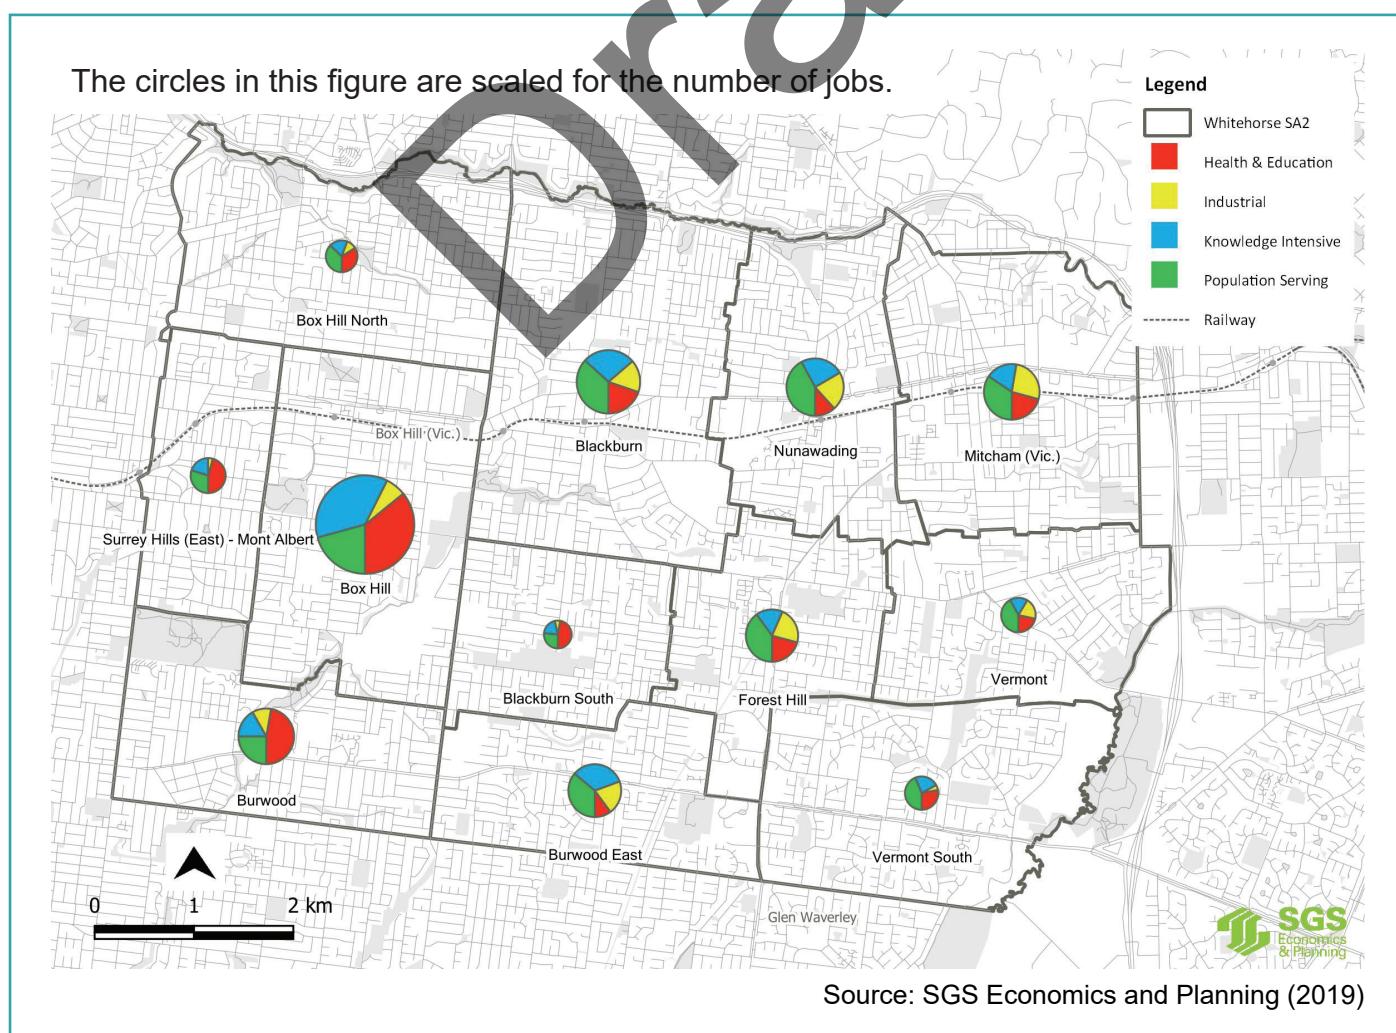 The circles in this figure are scaled for the number of jobs.
Legend
Whitehorse SA2
Health & Education
Industrial
Knowledge Intensive
Population Serving
Railway
Box Hill North
Box Hill (Vic.)
Blackburn
Nunawading
Mitcham (Vic.)
Surrey Hills (East) - Mont Albert
Box Hill
Blackburn South
Forest Hill
Vermont
Burwood
Burwood East
Vermont South
Glen Waverley
0 1 2 km
SGS
Economics
& Planning
Source: SGS Economics and Planning (2019)